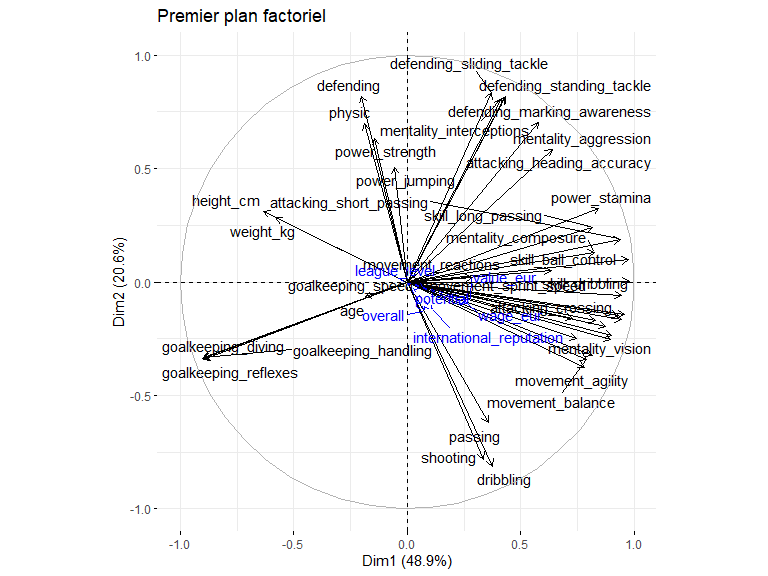 Premier plan factoriel
defending_sliding_tackle
defending
defending_standing_tackle
physic
defending_marking_awareness
mentality_interceptions
mentality_aggression
power_strength
attacking_heading_accuracy
power_jumping
height_cm
attacking_short_passing
power_stamina
skill_long_passing
weight_kg
mentality_composure
movement_reactions
skill_ball_control
league_level
value_eur
goalkeeping_speed
movement_sprint_speed
skill_dribbling
potential
age
overall
wage_eur
attacking_crossing
international_reputation
goalkeeping_diving
goalkeeping_handling
mentality_vision
goalkeeping_reflexes
movement_agility
movement_balance
passing
shooting
dribbling
1.0
0.5
0.0
-0.5
-1.0
Dim2 (20.6%)
-1.0 -0.5 0.0 0.5 1.0
Dim1 (48.9%)